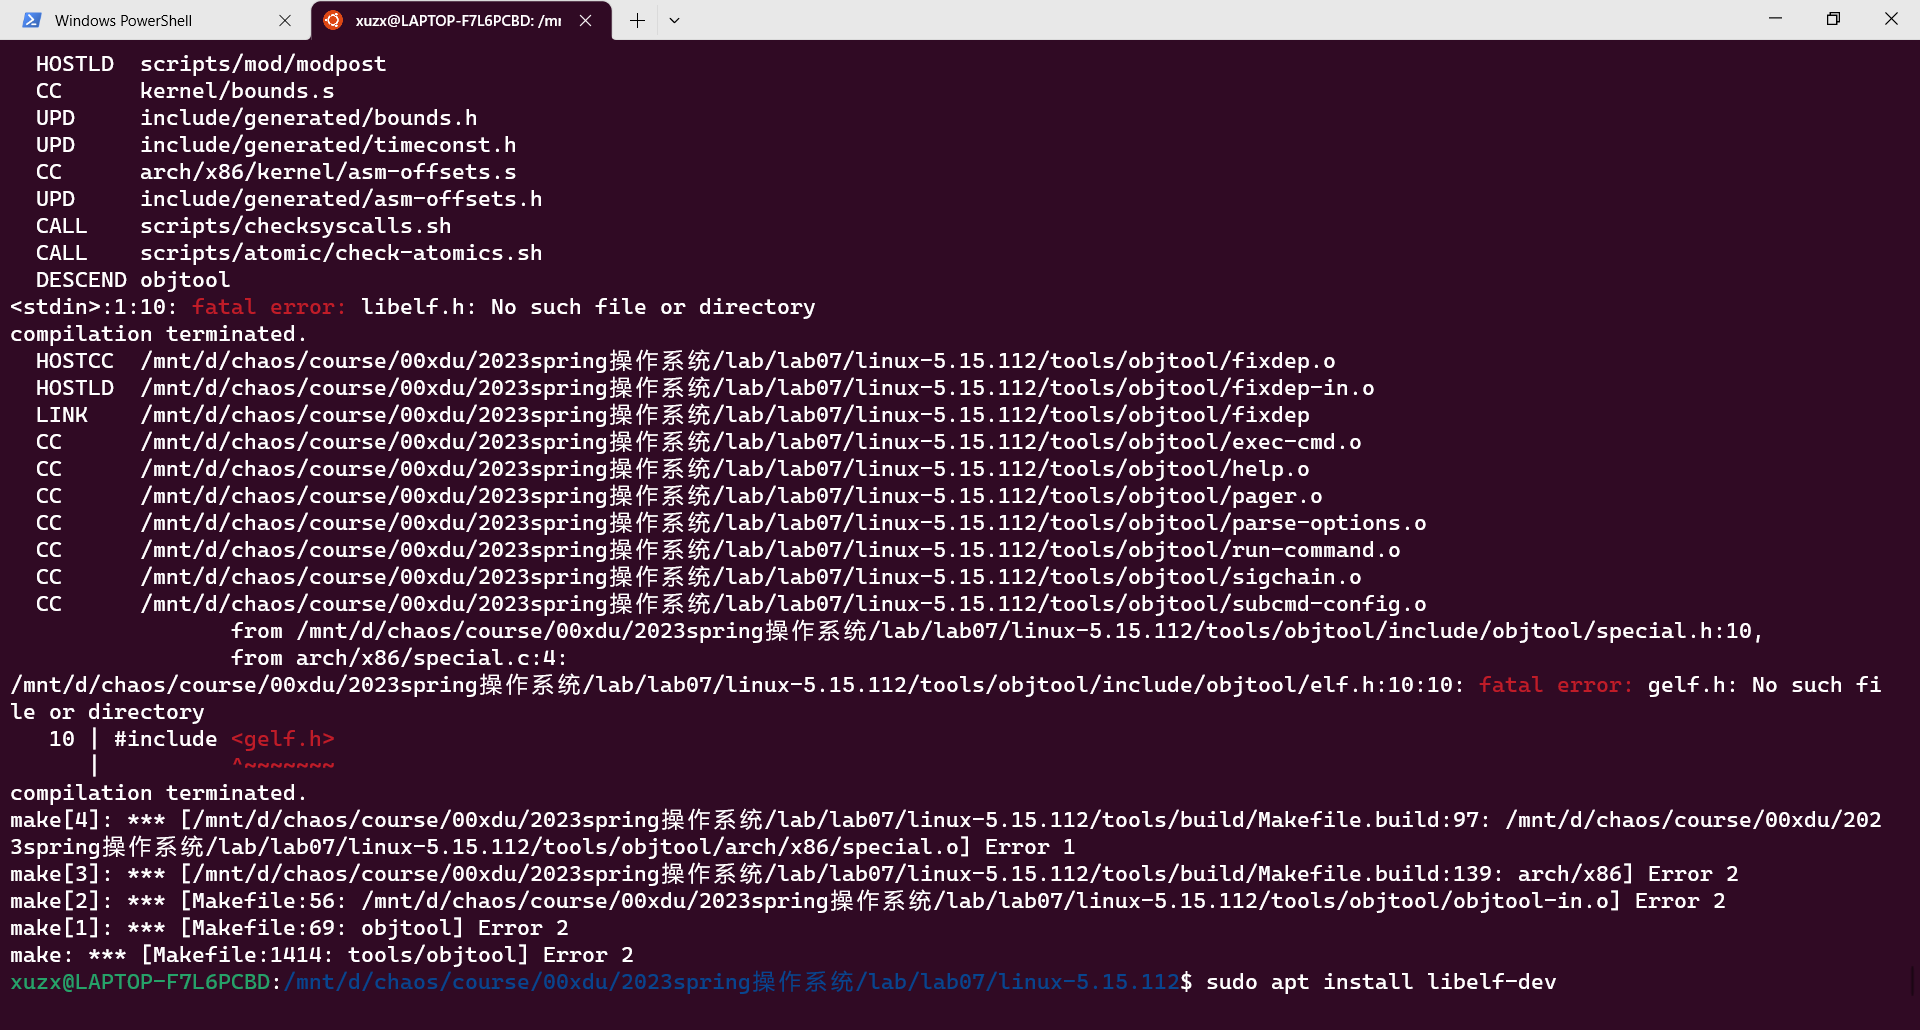 Windows PowerShell
xuzx@LAPTOP-F7L6PCBD: /mı
HOSTLD scripts/mod/modpost
CC kernel/bounds.s
UPD include/generated/bounds.h
UPD include/generated/timeconst.h
CC arch/x86/kernel/asm-offsets.s
UPD include/generated/asm-offsets.h
CALL scripts/checksyscalls.sh
CALL scripts/atomic/check-atomics.sh
DESCEND objtool
<stdin>:1:10: fatal error: libelf.h: No such file or directory
compilation terminated.
HOSTCC /mnt/d/chaos/course/00xdu/2023spring操作系统/lab/lab07/linux-5.15.112/tools/objtool/fixdep.o
HOSTLD /mnt/d/chaos/course/00xdu/2023spring操作系统/lab/lab07/linux-5.15.112/tools/objtool/fixdep-in.o
LINK /mnt/d/chaos/course/00xdu/2023spring操作系统/lab/lab07/linux-5.15.112/tools/objtool/fixdep
CC /mnt/d/chaos/course/00xdu/2023spring操作系统/lab/lab07/linux-5.15.112/tools/objtool/exec-cmd.o
CC /mnt/d/chaos/course/00xdu/2023spring操作系统/lab/lab07/linux-5.15.112/tools/objtool/help.o
CC /mnt/d/chaos/course/00xdu/2023spring操作系统/lab/lab07/linux-5.15.112/tools/objtool/pager.o
CC /mnt/d/chaos/course/00xdu/2023spring操作系统/lab/lab07/linux-5.15.112/tools/objtool/parse-options.o
CC /mnt/d/chaos/course/00xdu/2023spring操作系统/lab/lab07/linux-5.15.112/tools/objtool/run-command.o
CC /mnt/d/chaos/course/00xdu/2023spring操作系统/lab/lab07/linux-5.15.112/tools/objtool/sigchain.o
CC /mnt/d/chaos/course/00xdu/2023spring操作系统/lab/lab07/linux-5.15.112/tools/objtool/subcmd-config.o
from /mnt/d/chaos/course/00xdu/2023spring操作系统/lab/lab07/linux-5.15.112/tools/objtool/include/objtool/special.h:10,
from arch/x86/special.c:4:
/mnt/d/chaos/course/00xdu/2023spring操作系统/lab/lab07/linux-5.15.112/tools/objtool/include/objtool/elf.h:10:10: fatal error: gelf.h: No such fi
le or directory
10 | #include <gelf.h>
| ^~~~~~~~
compilation terminated.
make[4]: *** [/mnt/d/chaos/course/00xdu/2023spring操作系统/lab/lab07/linux-5.15.112/tools/build/Makefile.build:97: /mnt/d/chaos/course/00xdu/202
3spring操作系统/lab/lab07/linux-5.15.112/tools/objtool/arch/x86/special.o] Error 1
make[3]: *** [/mnt/d/chaos/course/00xdu/2023spring操作系统/lab/lab07/linux-5.15.112/tools/build/Makefile.build:139: arch/x86] Error 2
make[2]: *** [Makefile:56: /mnt/d/chaos/course/00xdu/2023spring操作系统/lab/lab07/linux-5.15.112/tools/objtool/objtool-in.o] Error 2
make[1]: *** [Makefile:69: objtool] Error 2
make: *** [Makefile:1414: tools/objtool] Error 2
xuzx@LAPTOP-F7L6PCBD:/mnt/d/chaos/course/00xdu/2023spring操作系统/lab/lab07/linux-5.15.112$ sudo apt install libelf-dev